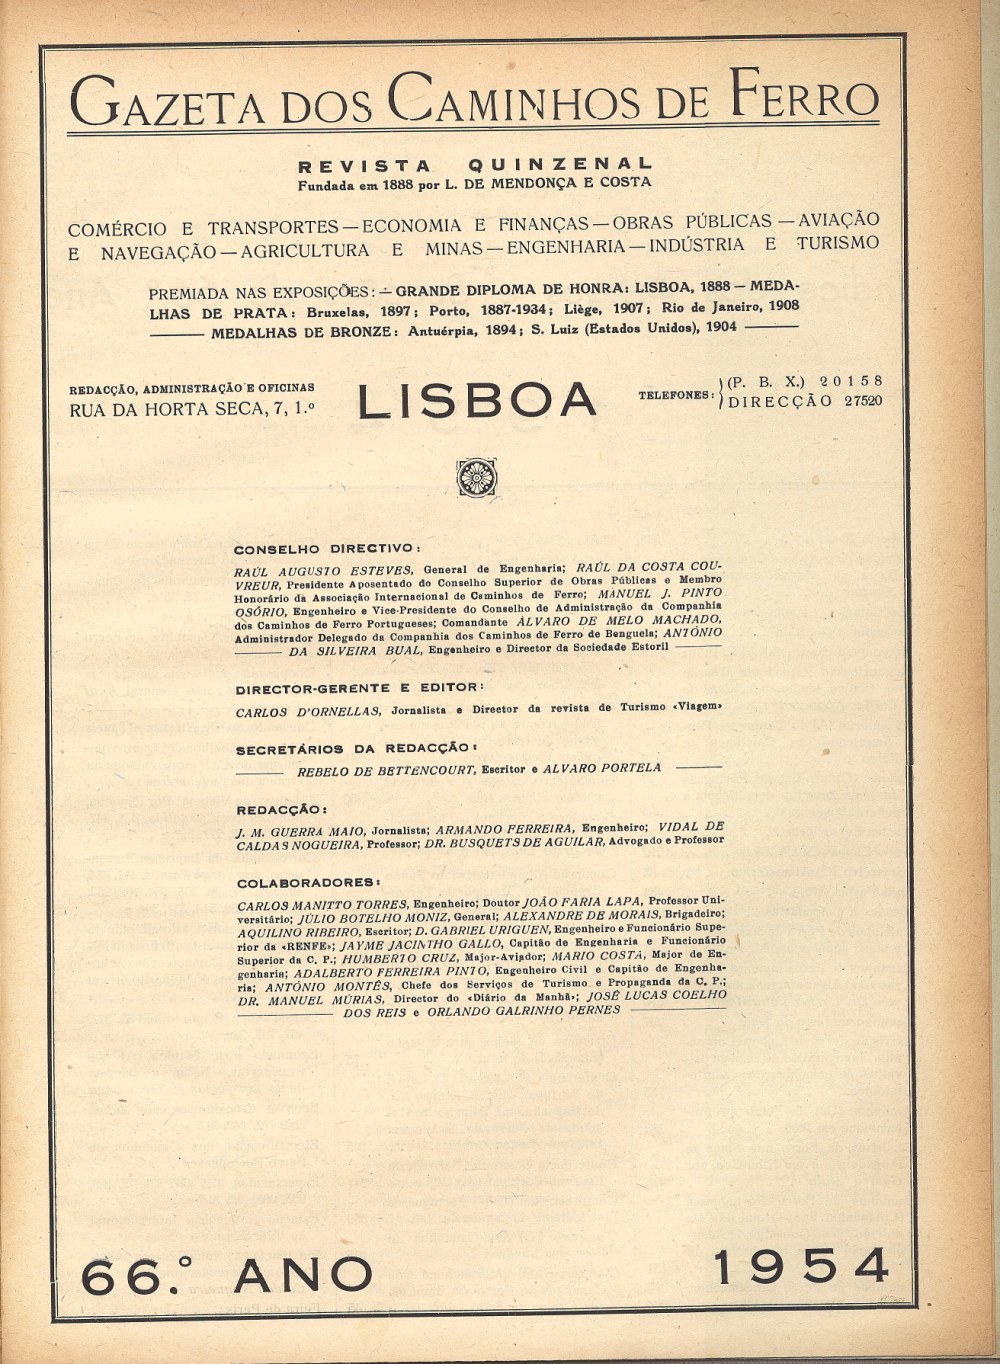 GAZETA DOS CAMINHOS DE FERRO
REVISTA QUINZENAL
Fundada em 1888 por L. DE MENDONÇA E COSTA
COMÉRCIO E TRANSPORTES — ECONOMIA E FINANÇAS — OBRAS PÚBLICAS — AVIAÇÃO
E NAVEGAÇÃO — AGRICULTURA E MINAS — ENGENHARIA — INDÚSTRIA E TURISMO
PREMIADA NAS EXPOSIÇÕES: — GRANDE DIPLOMA DE HONRA: LISBOA, 1888 — MEDA-
LHAS DE PRATA: Bruxelas, 1897; Porto, 1887-1934; Liège, 1907; Rio de Janeiro, 1908
MEDALHAS DE BRONZE: Antuérpia, 1894; S. Luiz (Estados Unidos), 1904
REDACÇÃO, ADMINISTRAÇÃO E OFICINAS
RUA DA HORTA SECA, 7, 1.º
LISBOA
TELEFONES: (P. B. X.) 20158
DIRECÇÃO 27520
CONSELHO DIRECTIVO:
RAÚL AUGUSTO ESTEVES, General de Engenharia; RAÚL DA COSTA COU-
VREUR, Presidente Aposentado do Conselho Superior de Obras Públicas e Membro
Honorário da Associação Internacional de Caminhos de Ferro; MANUEL J. PINTO
OSÓRIO, Engenheiro e Vice-Presidente do Conselho de Administração da Companhia
dos Caminhos de Ferro Portugueses; Comandante ÁLVARO DE MELO MACHADO,
Administrador Delegado da Companhia dos Caminhos de Ferro de Benguela; ANTÓNIO
DA SILVEIRA BUAL, Engenheiro e Director da Sociedade Estoril
DIRECTOR-GERENTE E EDITOR:
CARLOS D'ORNELLAS, Jornalista e Director da revista de Turismo «Viagem»
SECRETÁRIOS DA REDACÇÃO:
REBELO DE BETTENCOURT, Escritor e ALVARO PORTELA
REDACÇÃO:
J. M. GUERRA MAIO, Jornalista; ARMANDO FERREIRA, Engenheiro; VIDAL DE
CALDAS NOGUEIRA, Professor; DR. BUSQUETS DE AGUILAR, Advogado e Professor
COLABORADORES:
CARLOS MANITTO TORRES, Engenheiro; Doutor JOÃO FARIA LAPA, Professor Uni-
versitário; JÚLIO BOTELHO MONIZ, General; ALEXANDRE DE MORAIS, Brigadeiro;
AQUILINO RIBEIRO, Escritor; D. GABRIEL URIGUEN, Engenheiro e Funcionário Supe-
rior da «RENFE»; JAYME JACINTHO GALLO, Capitão de Engenharia e Funcionário
Superior da C. P.; HUMBERTO CRUZ, Major-Aviador; MARIO COSTA, Major de En-
genharia; ADALBERTO FERREIRA PINTO, Engenheiro Civil e Capitão de Engenha-
ria; ANTÓNIO MONTÊS, Chefe dos Serviços de Turismo e Propaganda da C. P.;
DR. MANUEL MÚRIAS, Director do «Diário da Manhã»; JOSÉ LUCAS COELHO
DOS REIS e ORLANDO GALRINHO PERNES
66.º ANO
1954